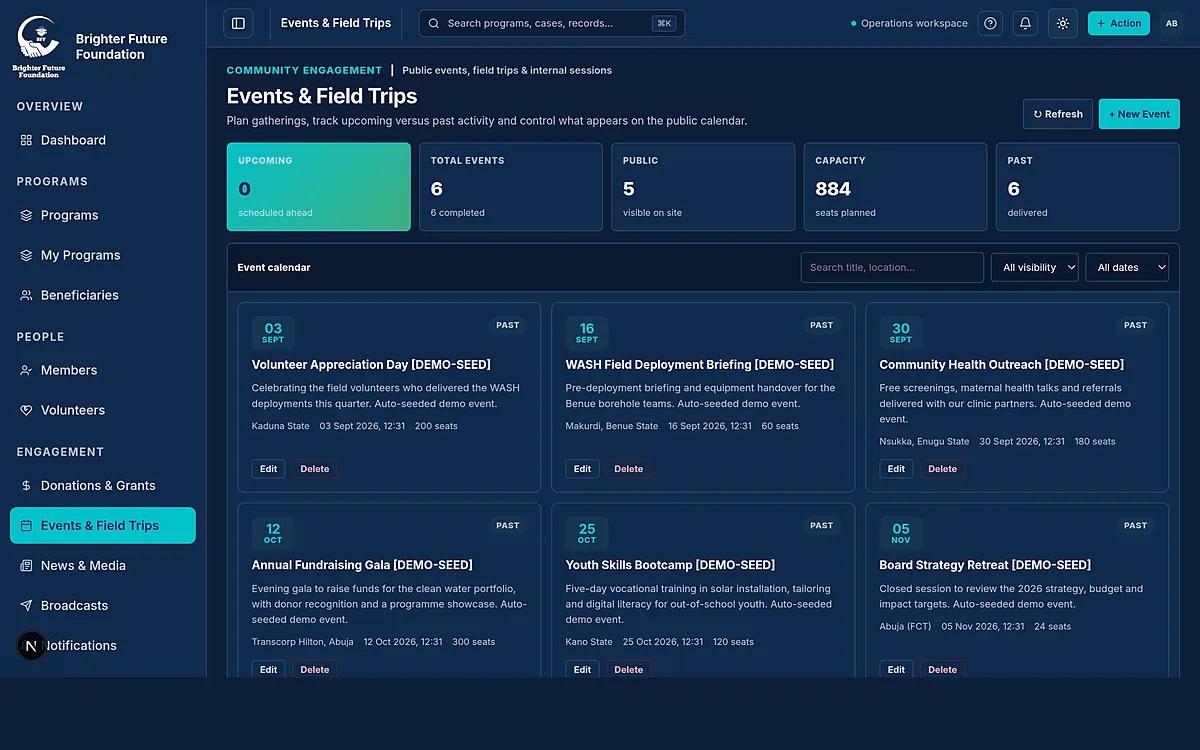 BFF
Brighter Future
Foundation
Brighter Future
Foundation
OVERVIEW
Dashboard
PROGRAMS
Programs
My Programs
Beneficiaries
PEOPLE
Members
Volunteers
ENGAGEMENT
Donations & Grants
Events & Field Trips
News & Media
Broadcasts
N
Notifications
Events & Field Trips
Search programs, cases, records...
⌘K
Operations workspace
+ Action
AB
COMMUNITY ENGAGEMENT | Public events, field trips & internal sessions
Events & Field Trips
Plan gatherings, track upcoming versus past activity and control what appears on the public calendar.
↻ Refresh
+ New Event
UPCOMING
0
scheduled ahead
TOTAL EVENTS
6
6 completed
PUBLIC
5
visible on site
CAPACITY
884
seats planned
PAST
6
delivered
Event calendar
Search title, location...
All visibility
All dates
03
SEPT
PAST
Volunteer Appreciation Day [DEMO-SEED]
Celebrating the field volunteers who delivered the WASH
deployments this quarter. Auto-seeded demo event.
Kaduna State 03 Sept 2026, 12:31 200 seats
Edit
Delete
16
SEPT
PAST
WASH Field Deployment Briefing [DEMO-SEED]
Pre-deployment briefing and equipment handover for the
Benue borehole teams. Auto-seeded demo event.
Makurdi, Benue State 16 Sept 2026, 12:31 60 seats
Edit
Delete
30
SEPT
PAST
Community Health Outreach [DEMO-SEED]
Free screenings, maternal health talks and referrals
delivered with our clinic partners. Auto-seeded demo
event.
Nsukka, Enugu State 30 Sept 2026, 12:31 180 seats
Edit
Delete
12
OCT
PAST
Annual Fundraising Gala [DEMO-SEED]
Evening gala to raise funds for the clean water portfolio,
with donor recognition and a programme showcase. Auto-
seeded demo event.
Transcorp Hilton, Abuja 12 Oct 2026, 12:31 300 seats
Edit
Delete
25
OCT
PAST
Youth Skills Bootcamp [DEMO-SEED]
Five-day vocational training in solar installation, tailoring
and digital literacy for out-of-school youth. Auto-seeded
demo event.
Kano State 25 Oct 2026, 12:31 120 seats
Edit
Delete
05
NOV
PAST
Board Strategy Retreat [DEMO-SEED]
Closed session to review the 2026 strategy, budget and
impact targets. Auto-seeded demo event.
Abuja (FCT) 05 Nov 2026, 12:31 24 seats
Edit
Delete